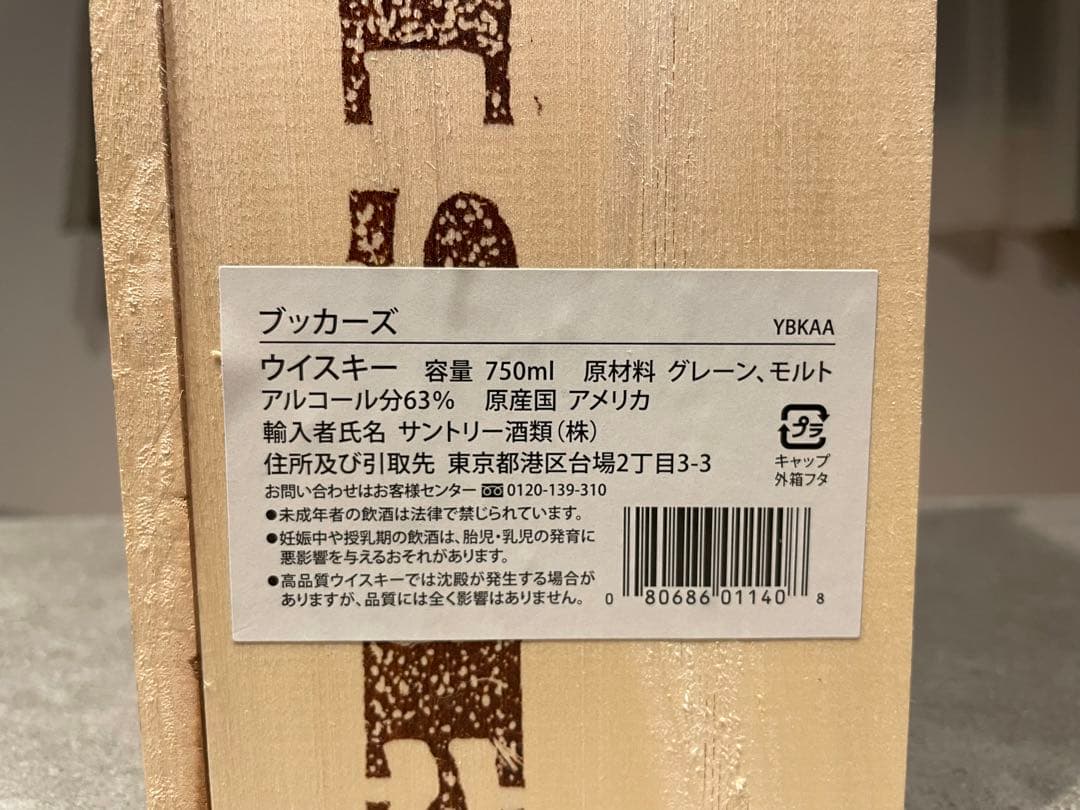 ブッカーズ YBKAA
ウイスキー 容量 750ml 原材料 グレーン、モルト
アルコール分63% 原産国 アメリカ
輸入者氏名 サントリー酒類(株)
住所及び引取先 東京都港区台場2丁目3-3
プラ
キャップ
外箱フタ
お問い合わせはお客様センター 0120-139-310
●未成年者の飲酒は法律で禁じられています。
●妊娠中や授乳期の飲酒は、胎児・乳児の発育に
悪影響を与えるおそれがあります。
●高品質ウイスキーでは沈殿が発生する場合が
ありますが、品質には全く影響はありません。
0 80686 01140 8